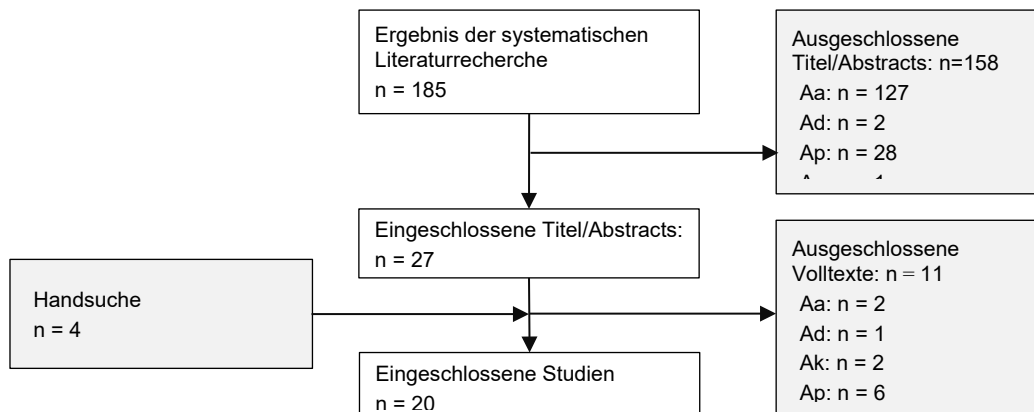 Ergebnis der systematischen
Literaturrecherche
n = 185
Ausgeschlossene
Titel/Abstracts: n=158
Aa: n = 127
Ad: n = 2
Ap: n = 28
Eingeschlossene Titel/Abstracts:
n = 27
Ausgeschlossene
Volltexte: n = 11
Aa: n = 2
Ad: n = 1
Ak: n = 2
Ap: n = 6
Handsuche
n = 4
Eingeschlossene Studien
n = 20